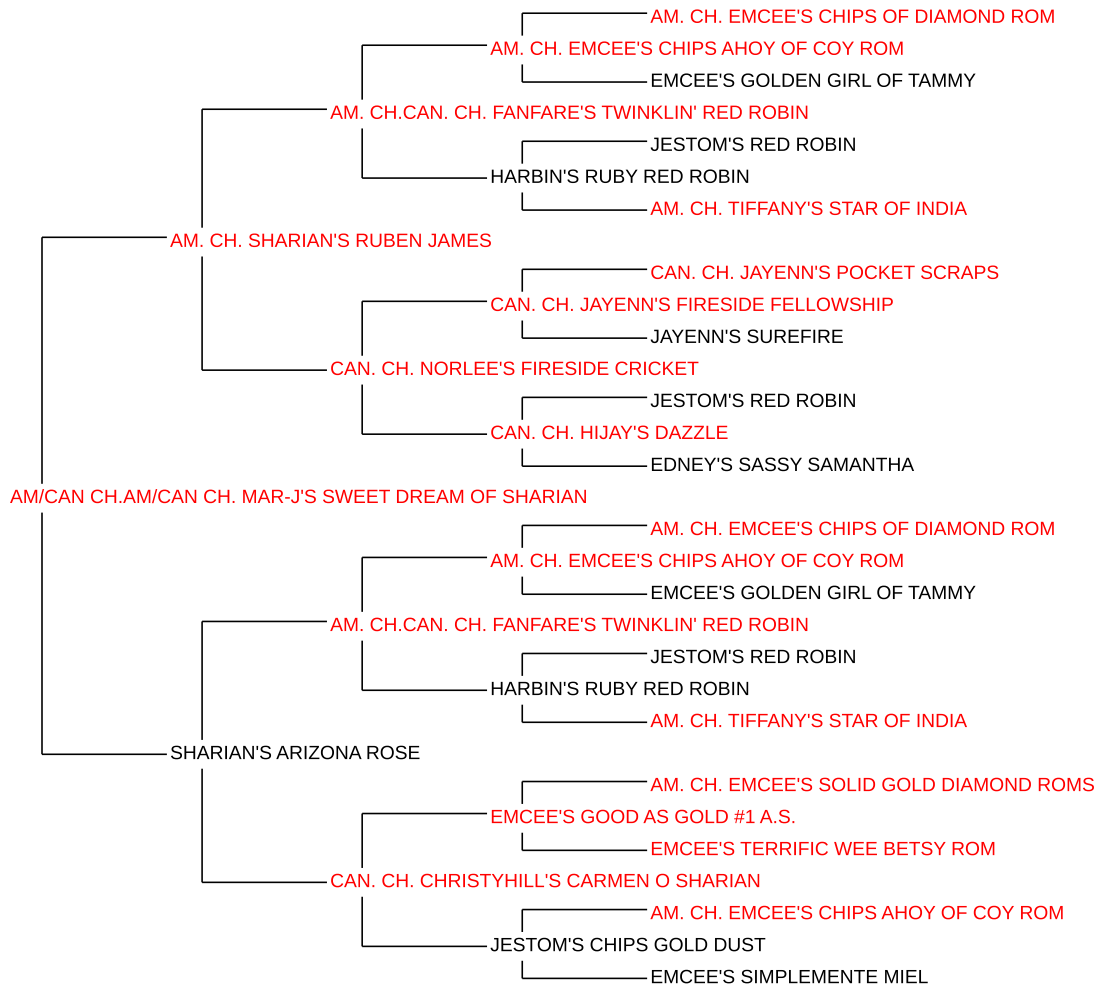 AM. CH. EMCEE'S CHIPS OF DIAMOND ROM
AM. CH. EMCEE'S CHIPS AHOY OF COY ROM
EMCEE'S GOLDEN GIRL OF TAMMY
AM. CH.CAN. CH. FANFARE'S TWINKLIN' RED ROBIN
JESTOM'S RED ROBIN
HARBIN'S RUBY RED ROBIN
AM. CH. TIFFANY'S STAR OF INDIA
AM. CH. SHARIAN'S RUBEN JAMES
CAN. CH. JAYENN'S POCKET SCRAPS
CAN. CH. JAYENN'S FIRESIDE FELLOWSHIP
JAYENN'S SUREFIRE
CAN. CH. NORLEE'S FIRESIDE CRICKET
JESTOM'S RED ROBIN
CAN. CH. HIJAY'S DAZZLE
EDNEY'S SASSY SAMANTHA
AM/CAN CH.AM/CAN CH. MAR-J'S SWEET DREAM OF SHARIAN
AM. CH. EMCEE'S CHIPS OF DIAMOND ROM
AM. CH. EMCEE'S CHIPS AHOY OF COY ROM
EMCEE'S GOLDEN GIRL OF TAMMY
AM. CH.CAN. CH. FANFARE'S TWINKLIN' RED ROBIN
JESTOM'S RED ROBIN
HARBIN'S RUBY RED ROBIN
AM. CH. TIFFANY'S STAR OF INDIA
SHARIAN'S ARIZONA ROSE
AM. CH. EMCEE'S SOLID GOLD DIAMOND ROMS
EMCEE'S GOOD AS GOLD #1 A.S.
EMCEE'S TERRIFIC WEE BETSY ROM
CAN. CH. CHRISTYHILL'S CARMEN O SHARIAN
AM. CH. EMCEE'S CHIPS AHOY OF COY ROM
JESTOM'S CHIPS GOLD DUST
EMCEE'S SIMPLEMENTE MIEL